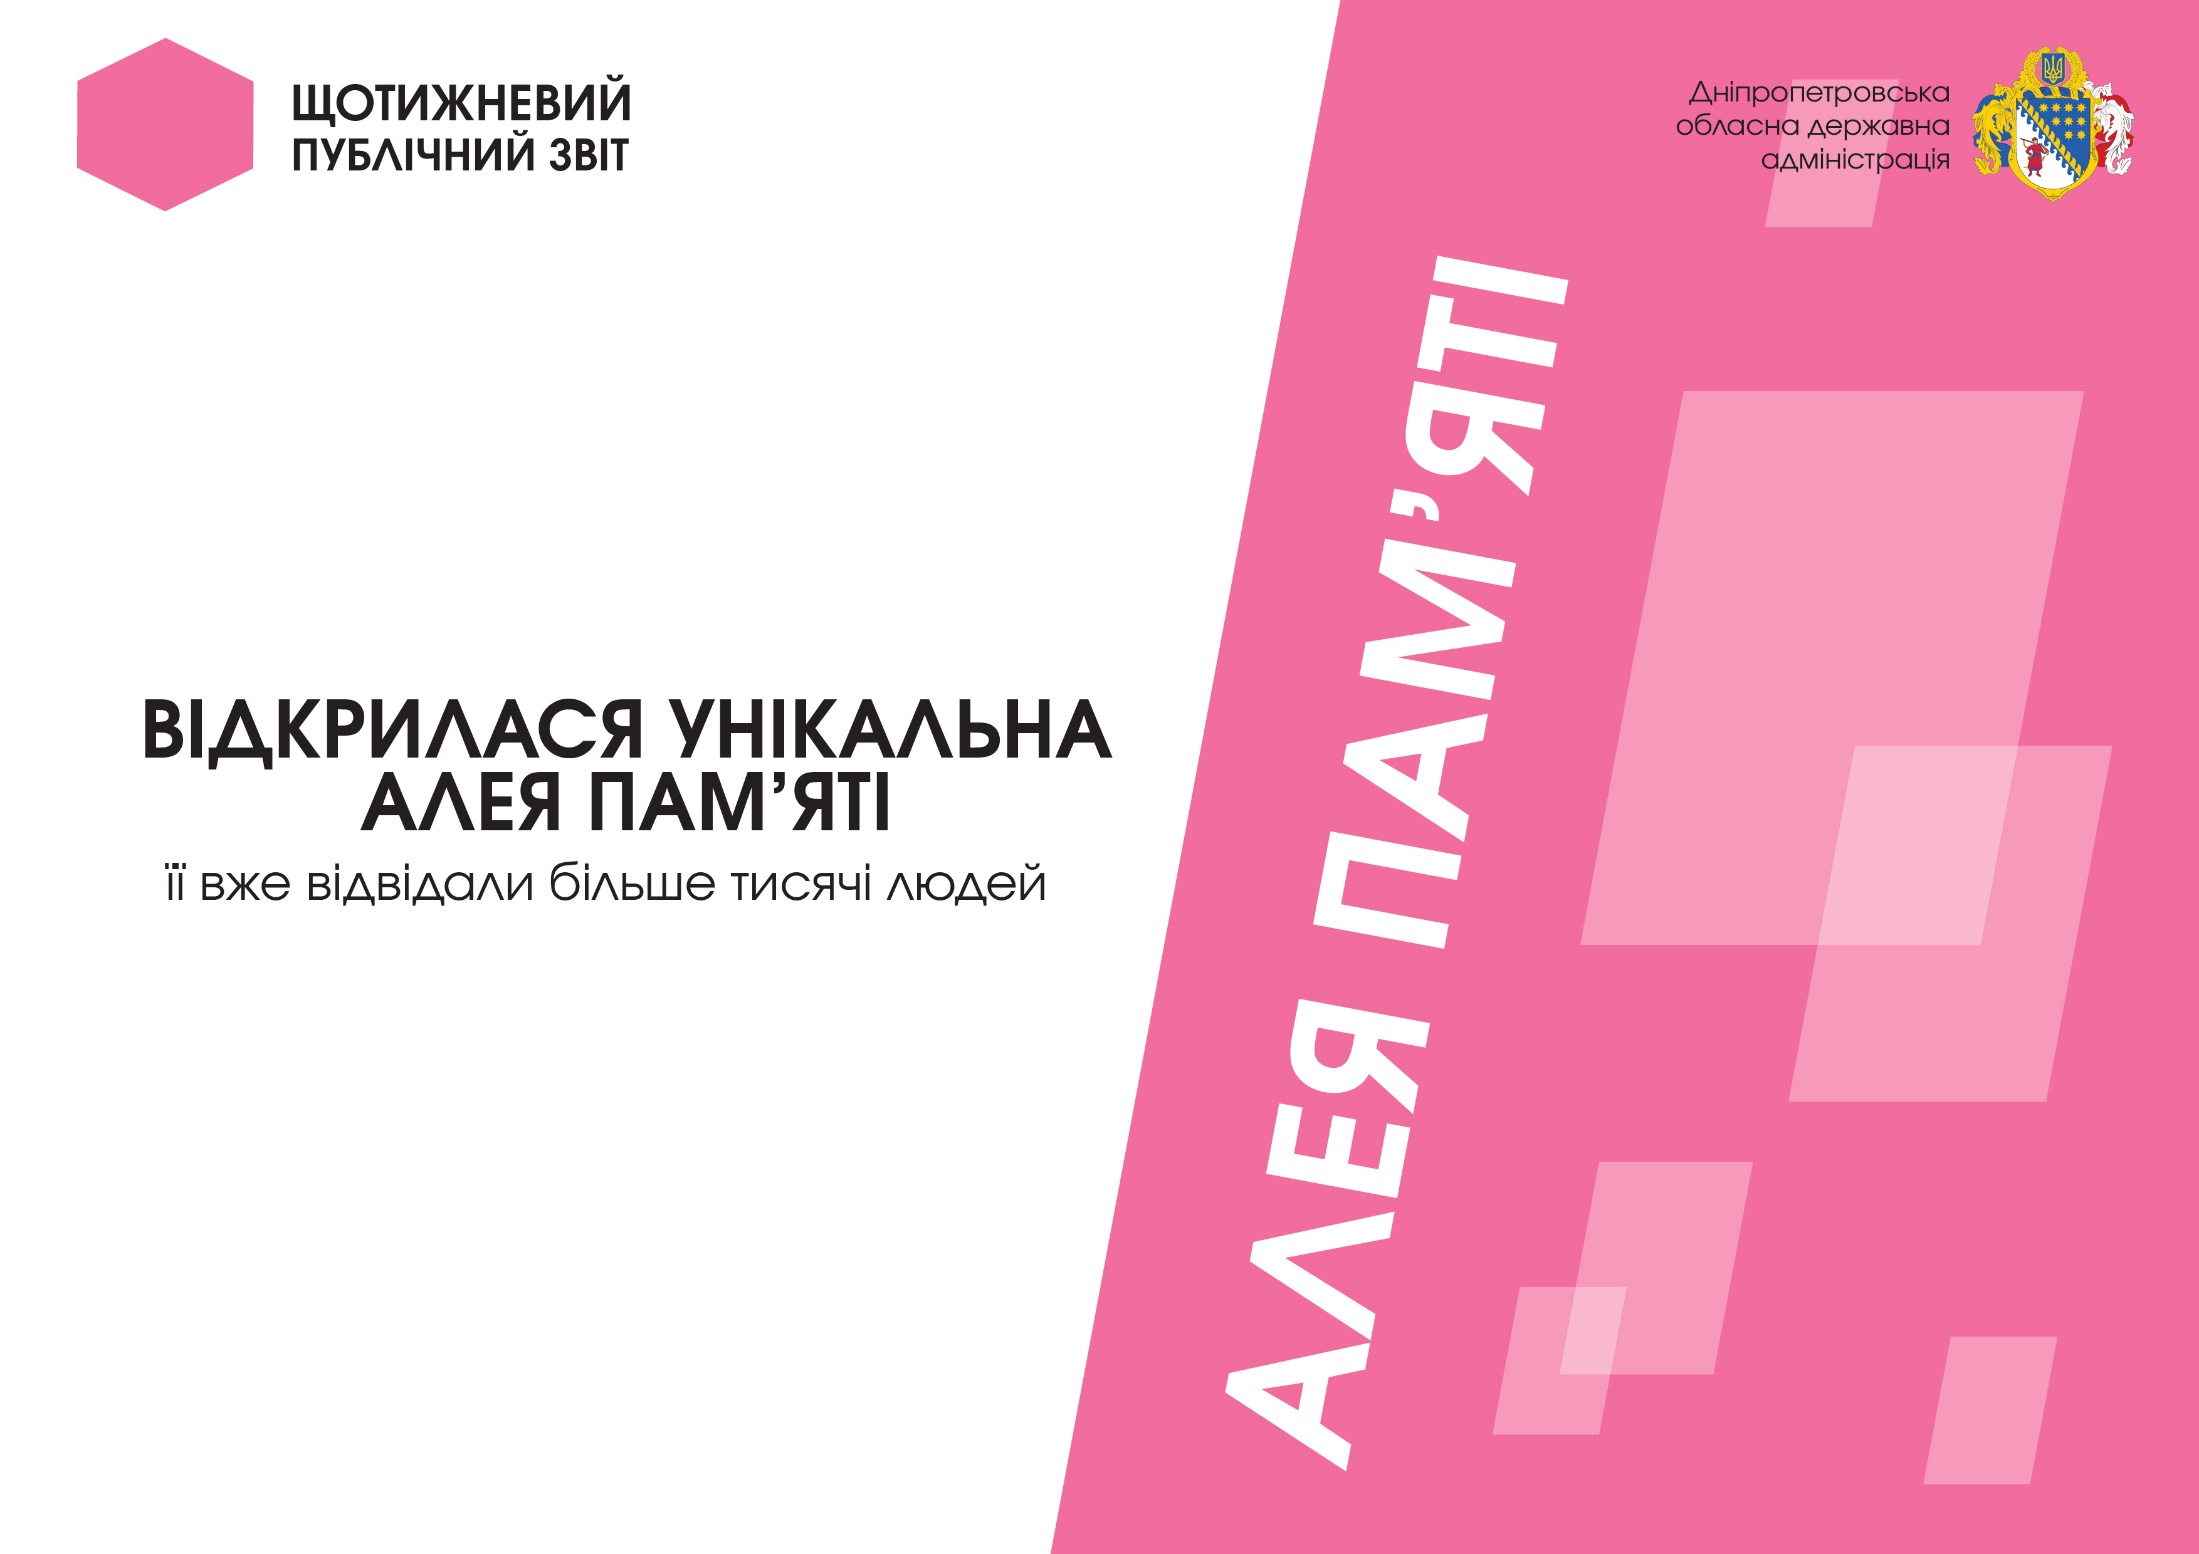 ЩОТИЖНЕВИЙ
ПУБЛІЧНИЙ ЗВІТ
Дніпропетровська
обласна державна
адміністрація
ВІДКРИЛАСЯ УНІКАЛЬНА
АЛЕЯ ПАМ’ЯТІ
її вже відвідали більше тисячі людей
АЛЕЯ ПАМ’ЯТІ